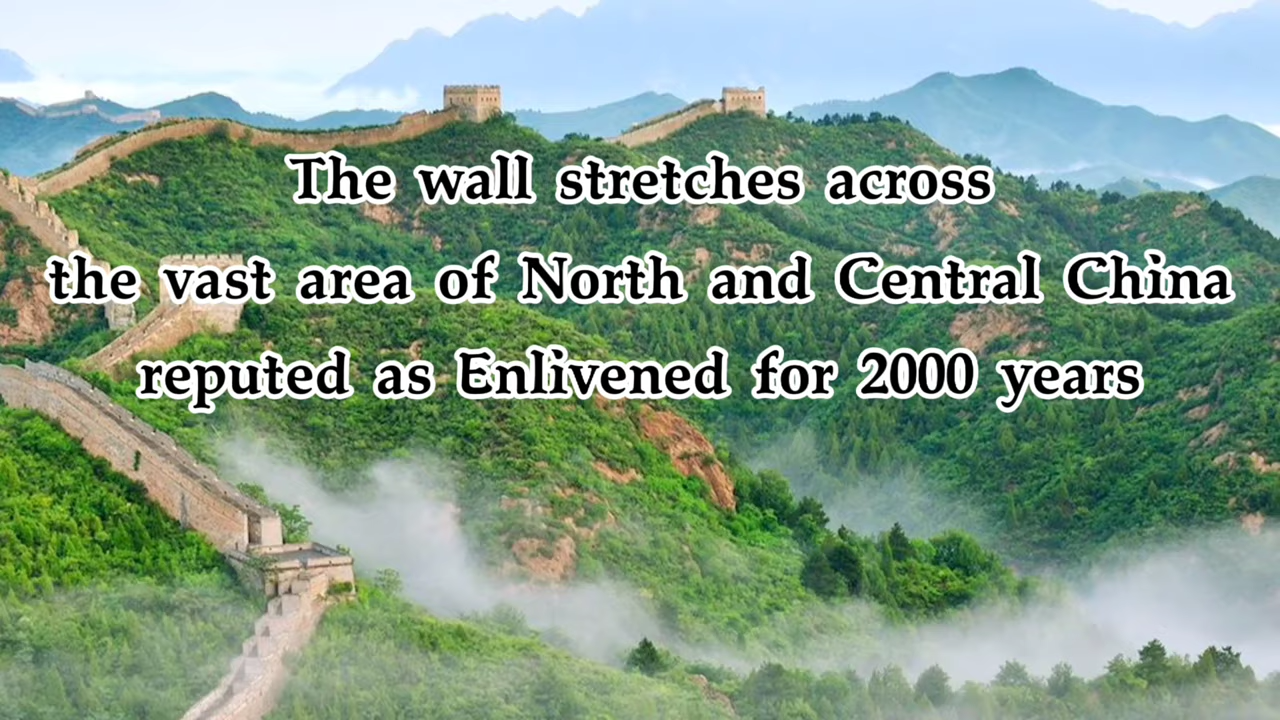 The wall stretches across
the vast area of North and Central China
reputed as Enlivened for 2000 years